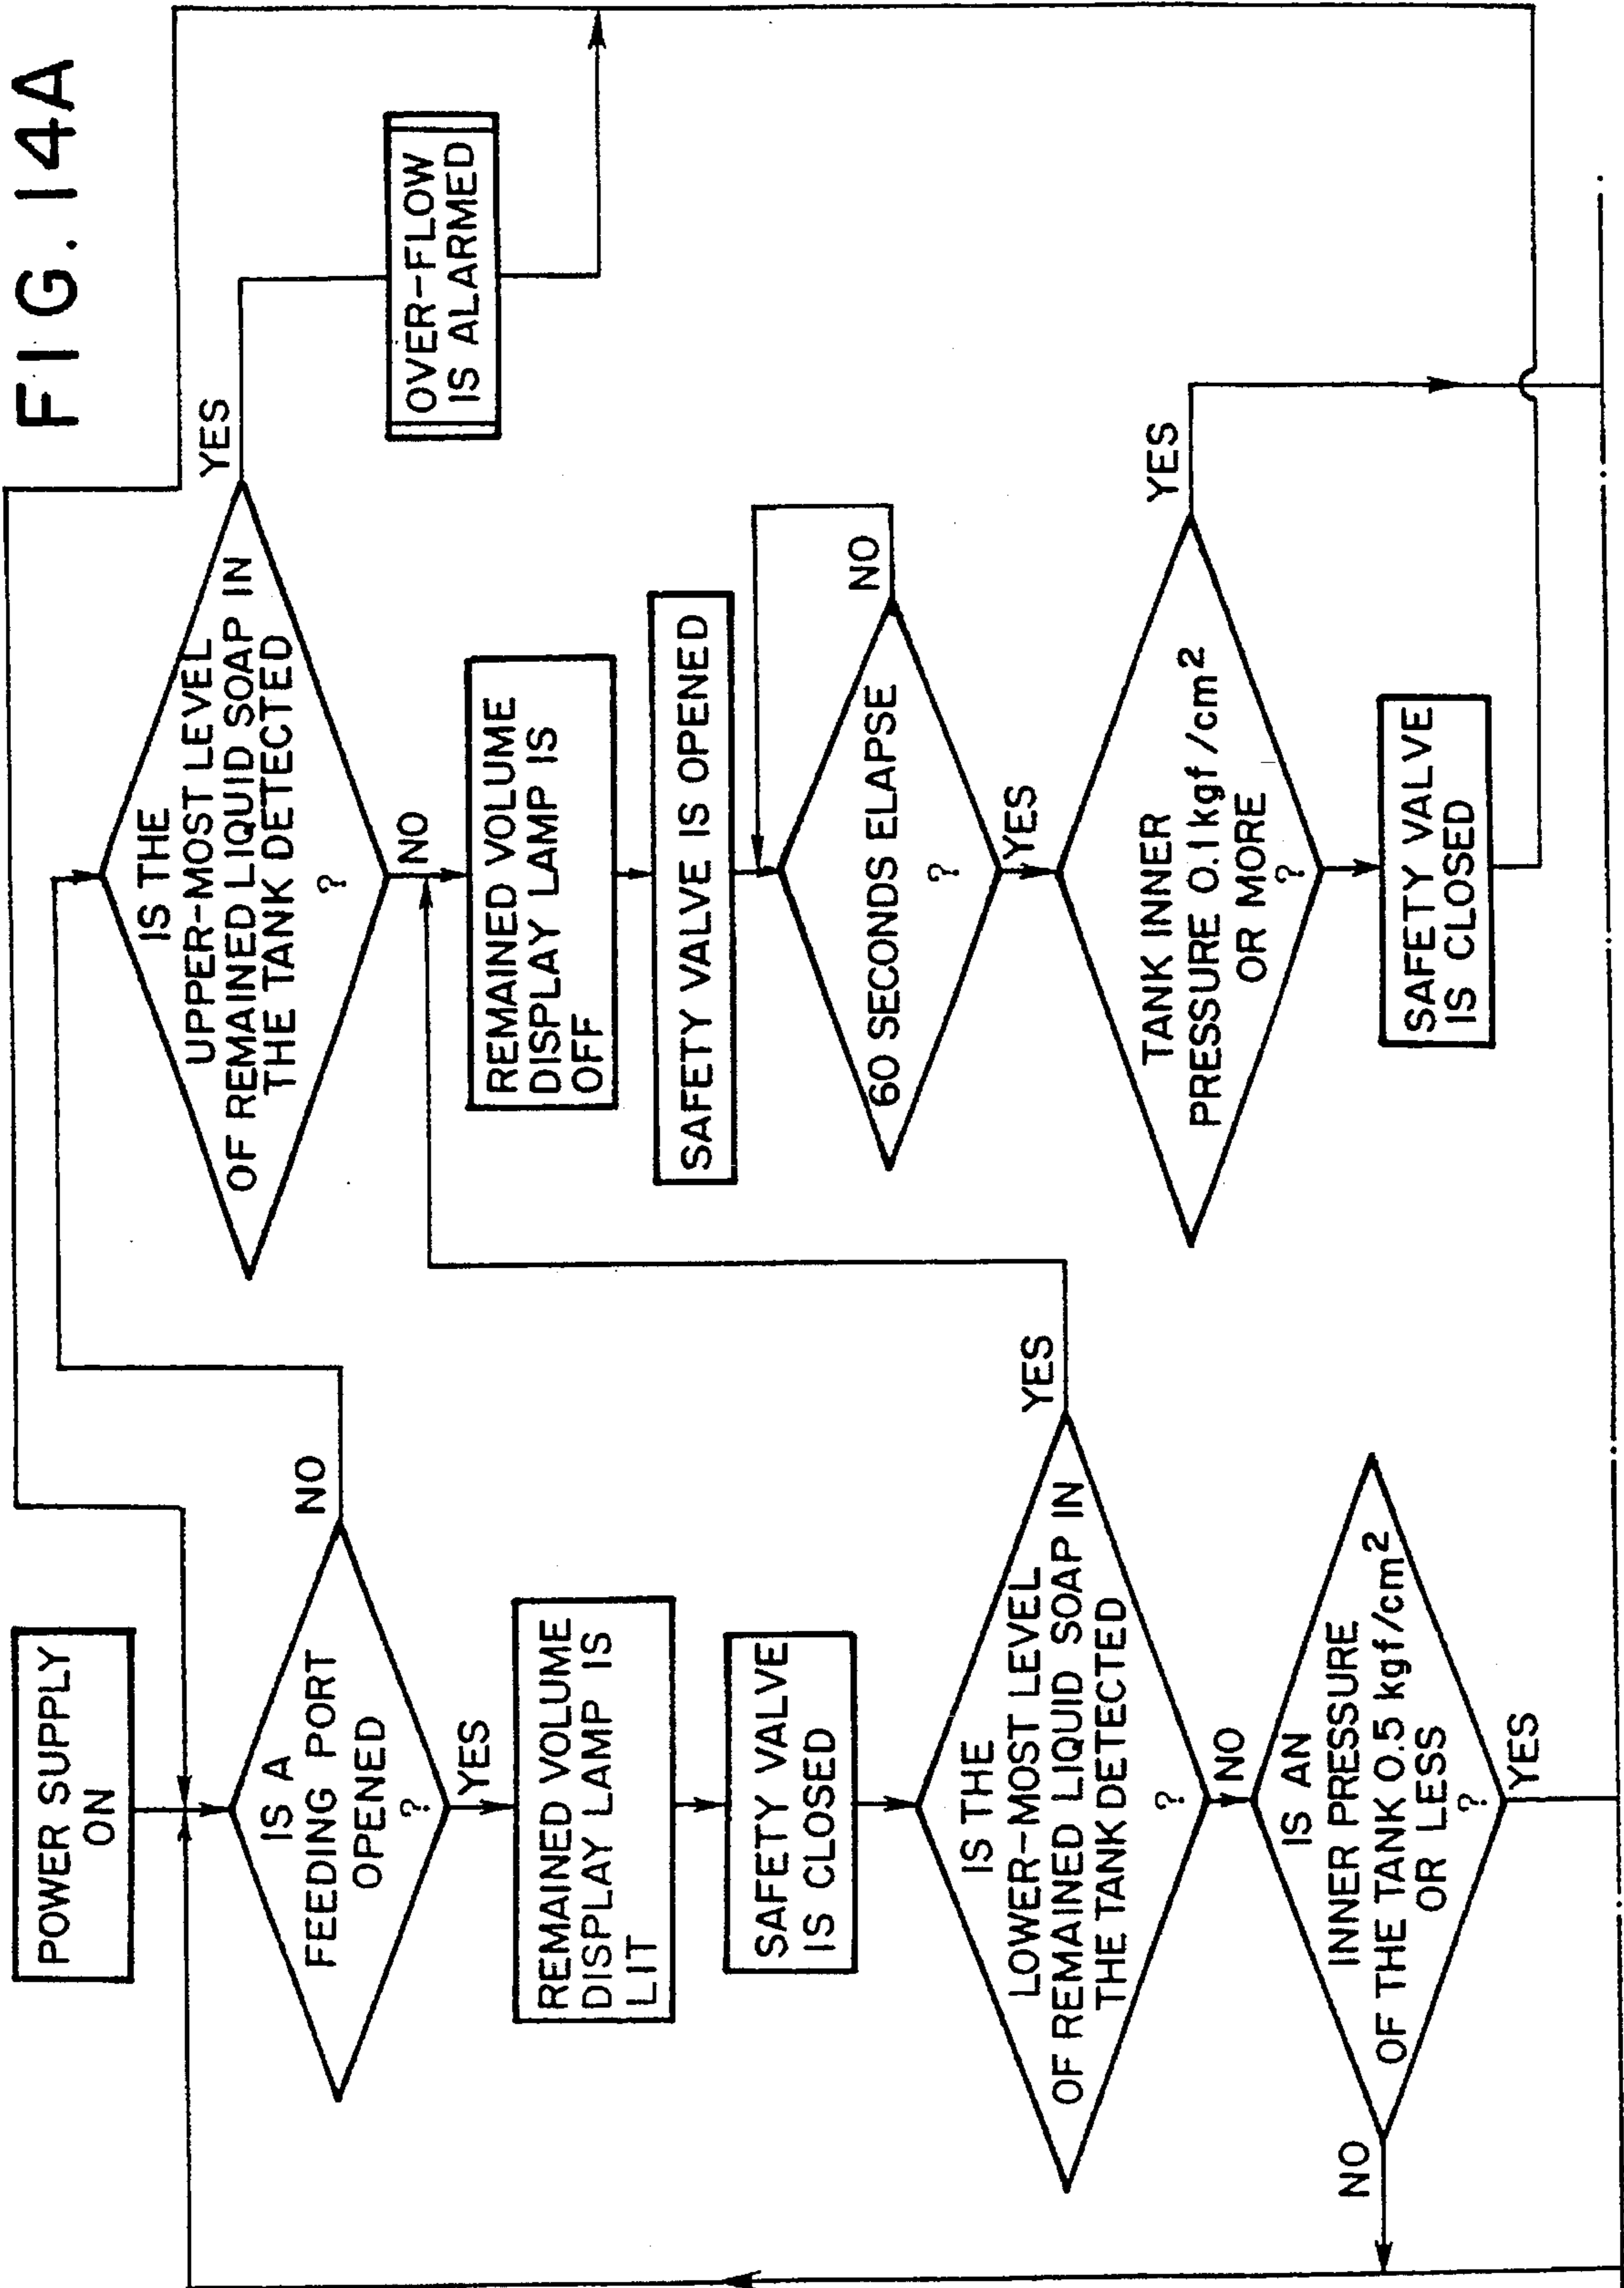 FIG. 14A
POWER SUPPLY
ON
IS A
FEEDING PORT
OPENED
?
NO
YES
REMAINED VOLUME
DISPLAY LAMP IS
LIT
SAFETY VALVE
IS CLOSED
IS THE
LOWER-MOST LEVEL
OF REMAINED LIQUID SOAP IN
THE TANK DETECTED
?
YES
NO
IS AN
INNER PRESSURE
OF THE TANK 0.5 kgf/cm²
OR LESS
?
NO
YES
IS THE
UPPER-MOST LEVEL
OF REMAINED LIQUID SOAP IN
THE TANK DETECTED
?
YES
NO
OVER-FLOW
IS ALARMED
REMAINED VOLUME
DISPLAY LAMP IS
OFF
SAFETY VALVE IS OPENED
60 SECONDS ELAPSE
?
NO
YES
TANK INNER
PRESSURE 0.1 kgf/cm²
OR MORE
?
YES
SAFETY VALVE
IS CLOSED